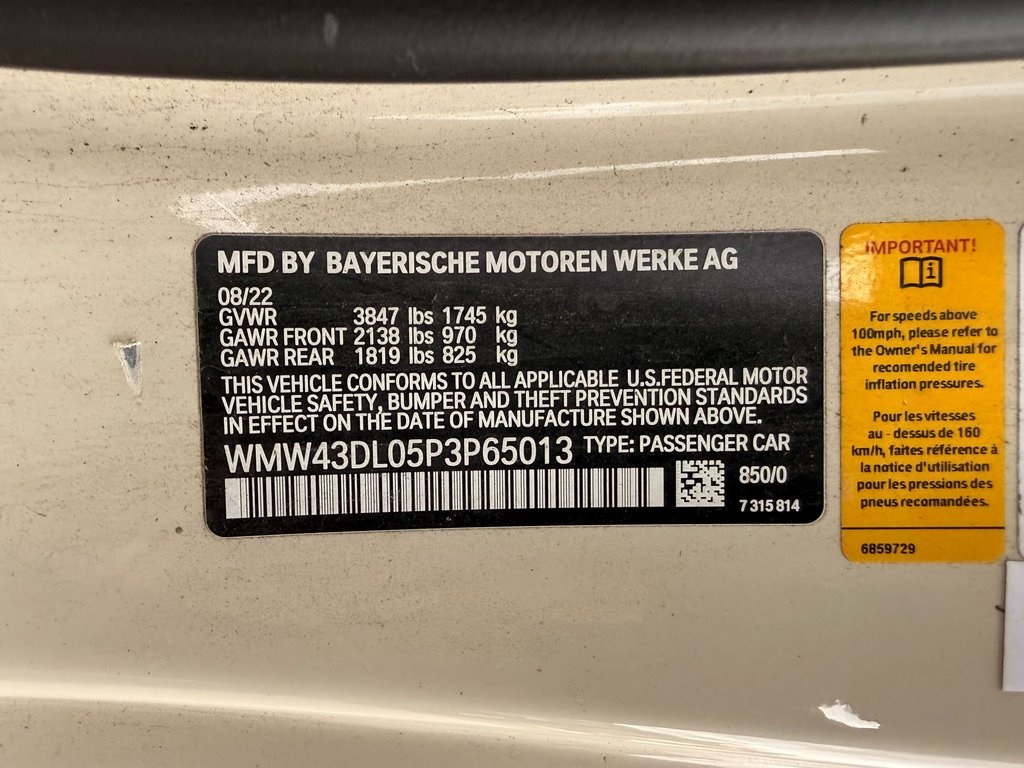 MFD BY BAYERISCHE MOTOREN WERKE AG
08/22
GVWR 3847 lbs 1745 kg
GAWR FRONT 2138 lbs 970 kg
GAWR REAR 1819 lbs 825 kg
THIS VEHICLE CONFORMS TO ALL APPLICABLE U.S.FEDERAL MOTOR
VEHICLE SAFETY, BUMPER AND THEFT PREVENTION STANDARDS
IN EFFECT ON THE DATE OF MANUFACTURE SHOWN ABOVE.
WMW43DL05P3P65013 TYPE: PASSENGER CAR
850/0
7 315 814
IMPORTANT!
For speeds above
100mph, please refer to
the Owner's Manual for
recomended tire
inflation pressures.
Pour les vitesses
au - dessus de 160
km/h, faites référence à
la notice d'utilisation
pour les pressions des
pneus recomandées.
6859729